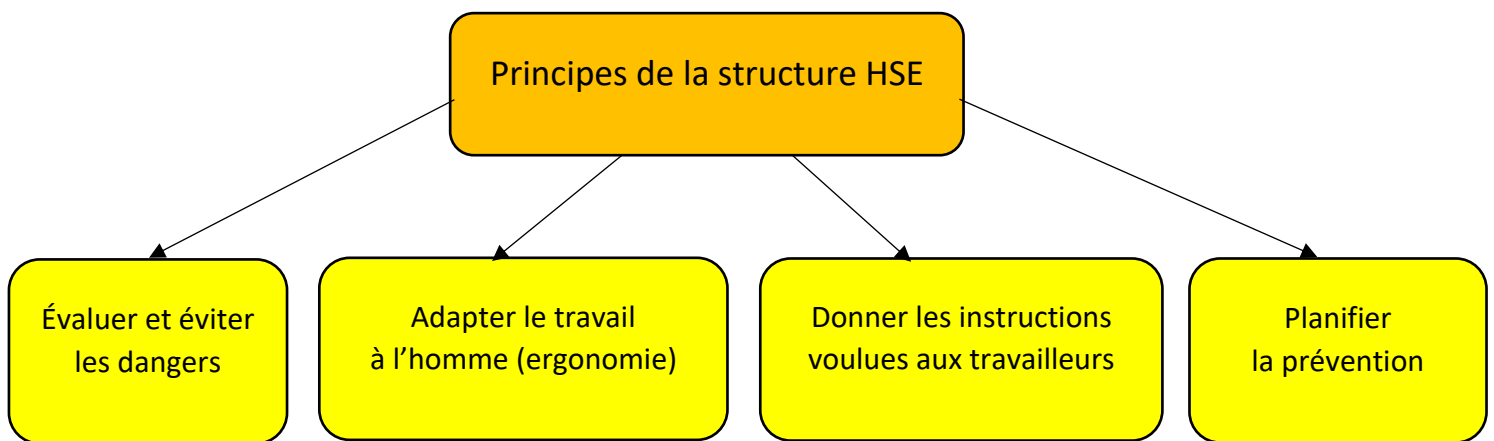 Principes de la structure HSE
Évaluer et éviter
les dangers
Adapter le travail
à l’homme (ergonomie)
Donner les instructions
voulues aux travailleurs
Planifier
la prévention